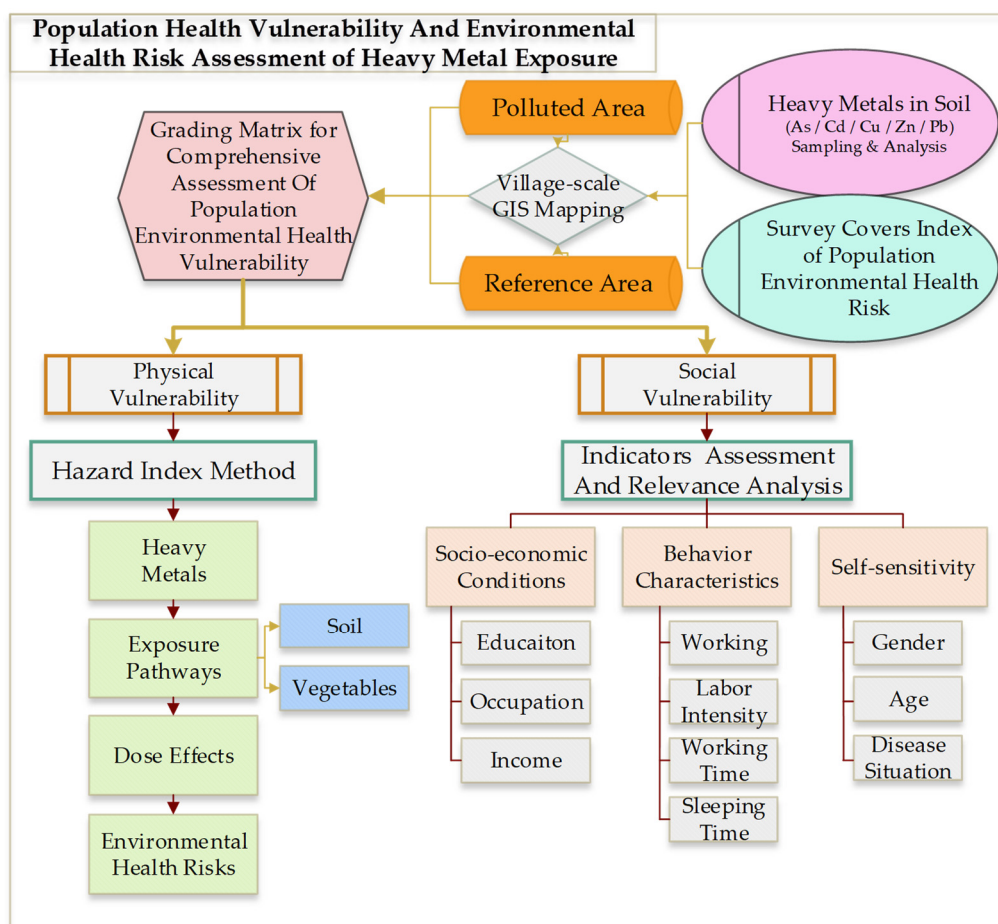 Population Health Vulnerability And Environmental
Health Risk Assessment of Heavy Metal Exposure
Polluted Area
Heavy Metals in Soil
(As / Cd / Cu / Zn / Pb)
Sampling & Analysis
Grading Matrix for
Comprehensive
Assessment Of
Population
Environmental Health
Vulnerability
Village-scale
GIS Mapping
Survey Covers Index
of Population
Environmental Health
Risk
Reference Area
Physical
Vulnerability
Social
Vulnerability
Hazard Index Method
Indicators Assessment
And Relevance Analysis
Heavy
Metals
Exposure
Pathways
Soil
Vegetables
Dose Effects
Environmental
Health Risks
Socio-economic
Conditions
Educaiton
Occupation
Income
Behavior
Characteristics
Working
Labor
Intensity
Working
Time
Sleeping
Time
Self-sensitivity
Gender
Age
Disease
Situation